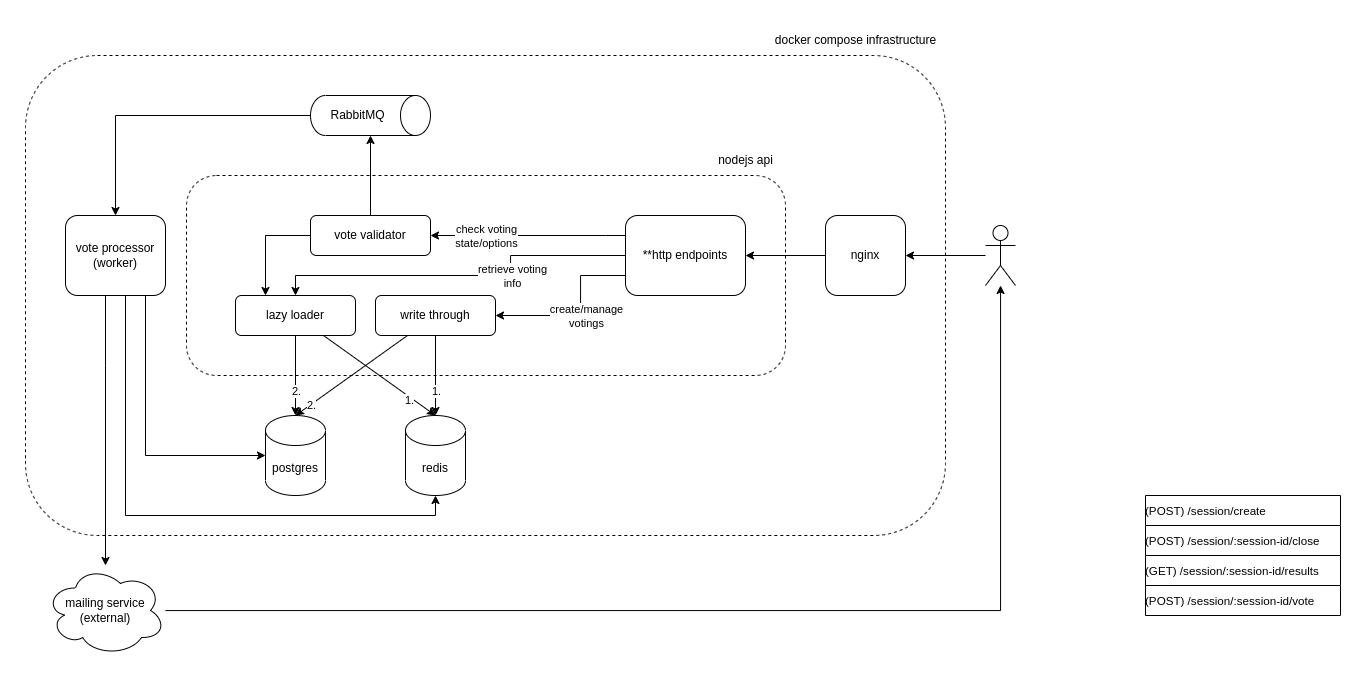 docker compose infrastructure
RabbitMQ
nodejs api
vote validator
check voting
state/options
vote processor
(worker)
**http endpoints
nginx
retrieve voting
info
lazy loader
write through
create/manage
votings
2.
2.
1.
1.
postgres
redis
(POST) /session/create
(POST) /session/:session-id/close
(GET) /session/:session-id/results
(POST) /session/:session-id/vote
mailing service
(external)